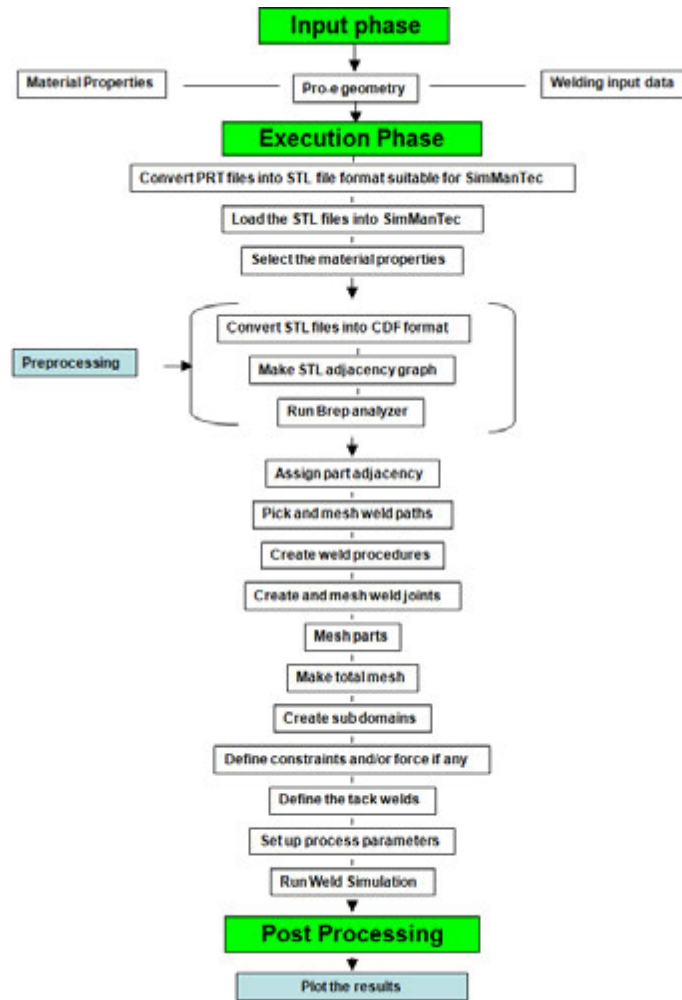 Input phase
Material Properties
Pro-e geometry
Welding input data
Execution Phase
Convert PRT files into STL file format suitable for SimManTec
Load the STL files into SimManTec
Select the material properties
Convert STL files into CDF format
Preprocessing
Make STL adjacency graph
Run Brep analyzer
Assign part adjacency
Pick and mesh weld paths
Create weld procedures
Create and mesh weld joints
Mesh parts
Make total mesh
Create sub domains
Define constraints and/or force if any
Define the tack welds
Set up process parameters
Run Weld Simulation
Post Processing
Plot the results